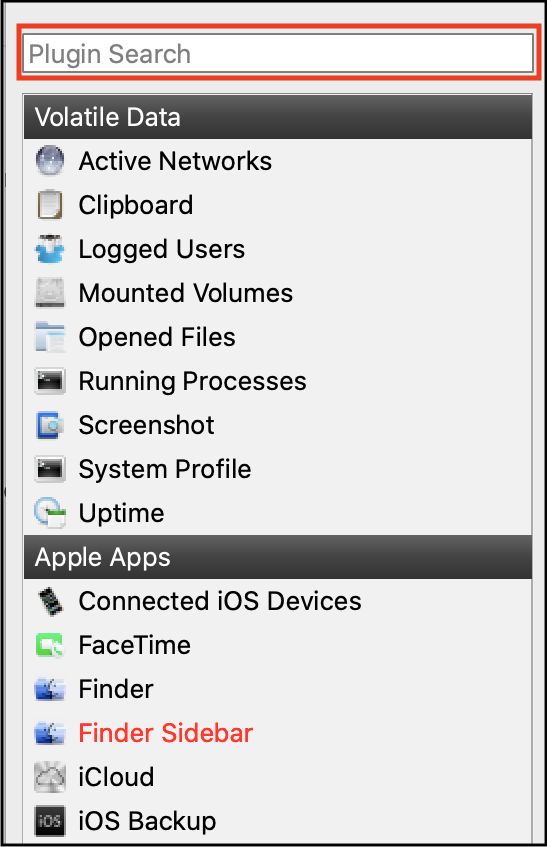 Plugin Search
Volatile Data
Active Networks
Clipboard
Logged Users
Mounted Volumes
Opened Files
Running Processes
Screenshot
System Profile
Uptime
Apple Apps
Connected iOS Devices
FaceTime
Finder
Finder Sidebar
iCloud
iOS Backup